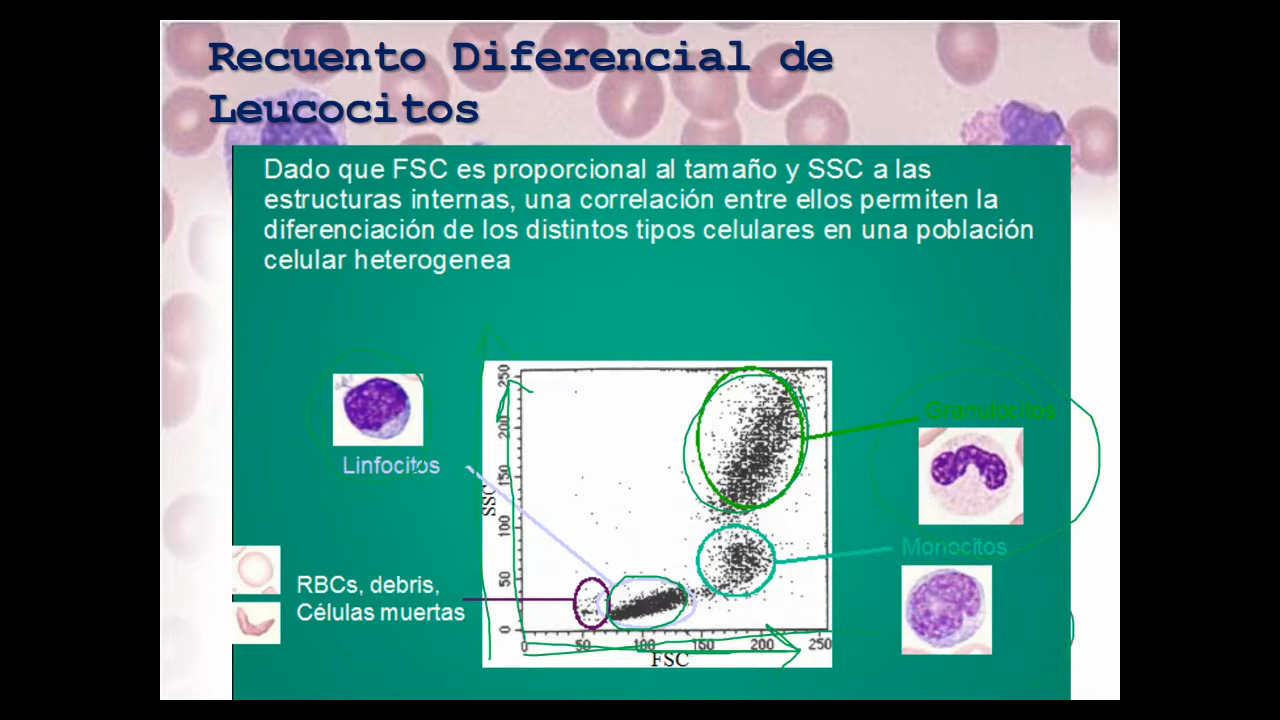 Recuento Diferencial de
Leucocitos
Dado que FSC es proporcional al tamaño y SSC a las
estructuras internas, una correlación entre ellos permiten la
diferenciación de los distintos tipos celulares en una población
celular heterogenea
Linfocitos
RBCs, debris,
Células muertas
Granulocitos
Monocitos
SSC
250
200
150
100
50
0
0 50 100 150 200 250
FSC